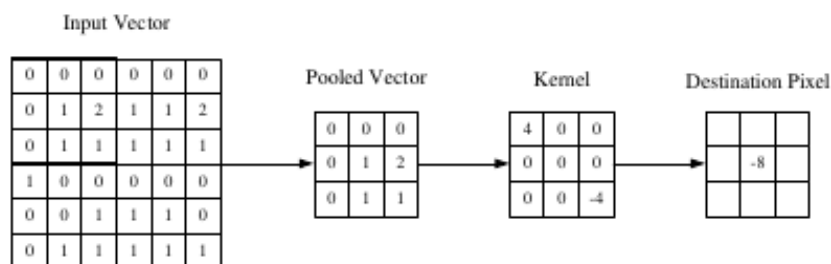 Input Vector
Pooled Vector
Kernel
Destination Pixel
0 0 0 0 0 0
0 1 2 1 1 2
0 1 1 1 1 1
1 0 0 0 0 0
0 0 1 1 1 0
0 1 1 1 1 1
0 0 0
0 1 2
0 1 1
4 0 0
0 0 0
0 0 -4
-8